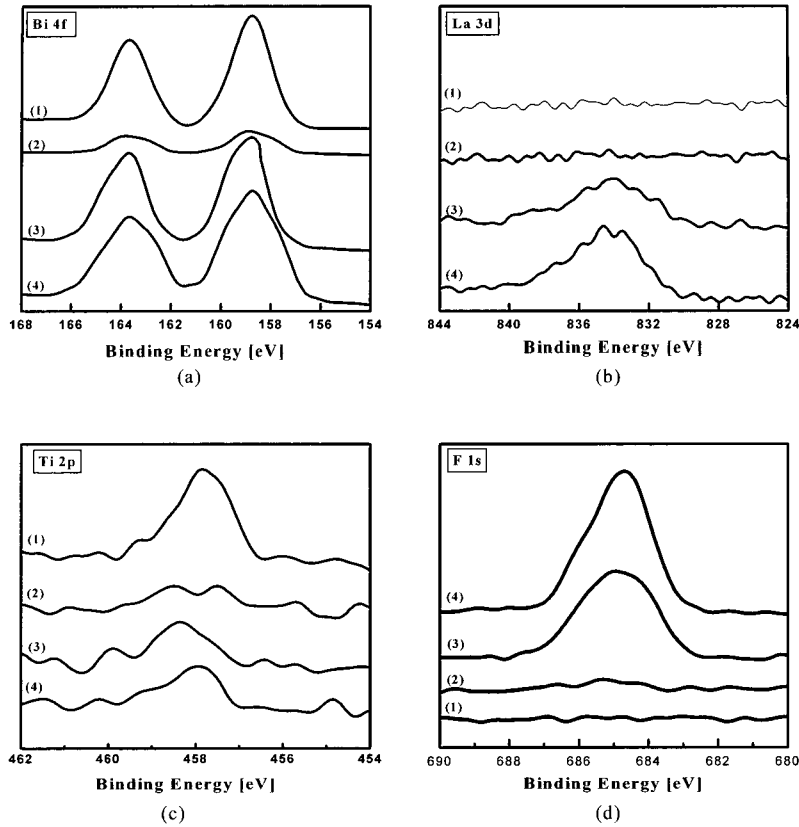 Bi 4f
(1)
(2)
(3)
(4)
168 166 164 162 160 158 156 154
Binding Energy [eV]
(a)
La 3d
(1)
(2)
(3)
(4)
844 840 836 832 828 824
Binding Energy [eV]
(b)
Ti 2p
(1)
(2)
(3)
(4)
462 460 458 456 454
Binding Energy [eV]
(c)
F 1s
(4)
(3)
(2)
(1)
690 688 686 684 682 680
Binding Energy [eV]
(d)